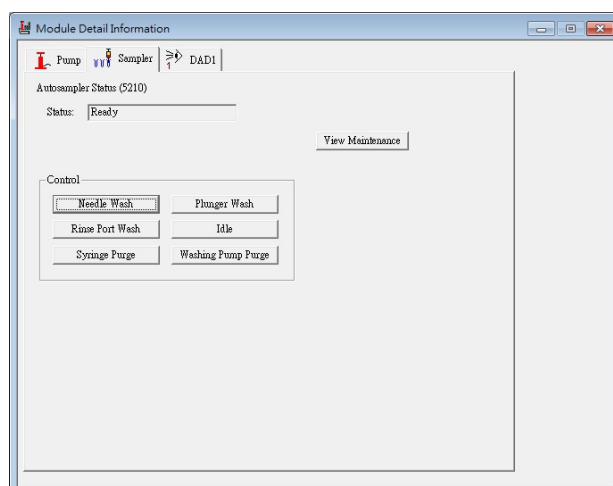 Module Detail Information
Pump Sampler 1 DAD1
Autosampler Status (5210)
Status: Ready
View Maintenance
Control
Needle Wash Plunger Wash
Rinse Port Wash Idle
Syringe Purge Washing Pump Purge